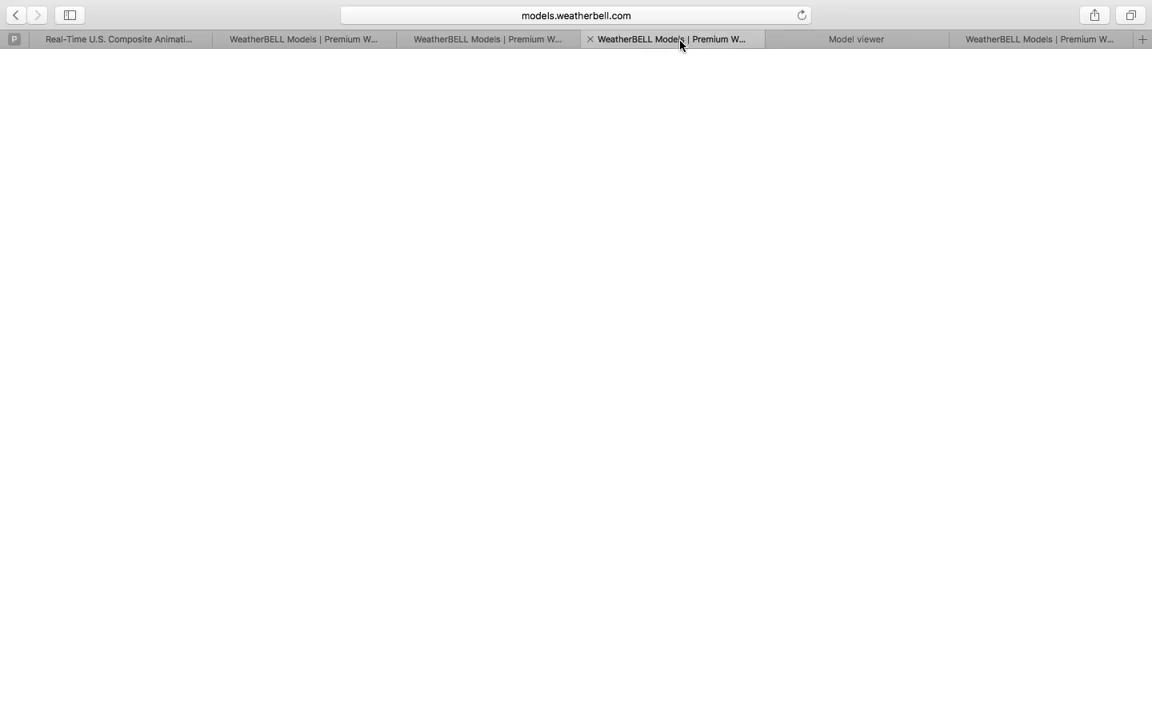 models.weatherbell.com
P
Real-Time U.S. Composite Animati...
WeatherBELL Models | Premium W...
WeatherBELL Models | Premium W...
WeatherBELL Models | Premium W...
Model viewer
WeatherBELL Models | Premium W...